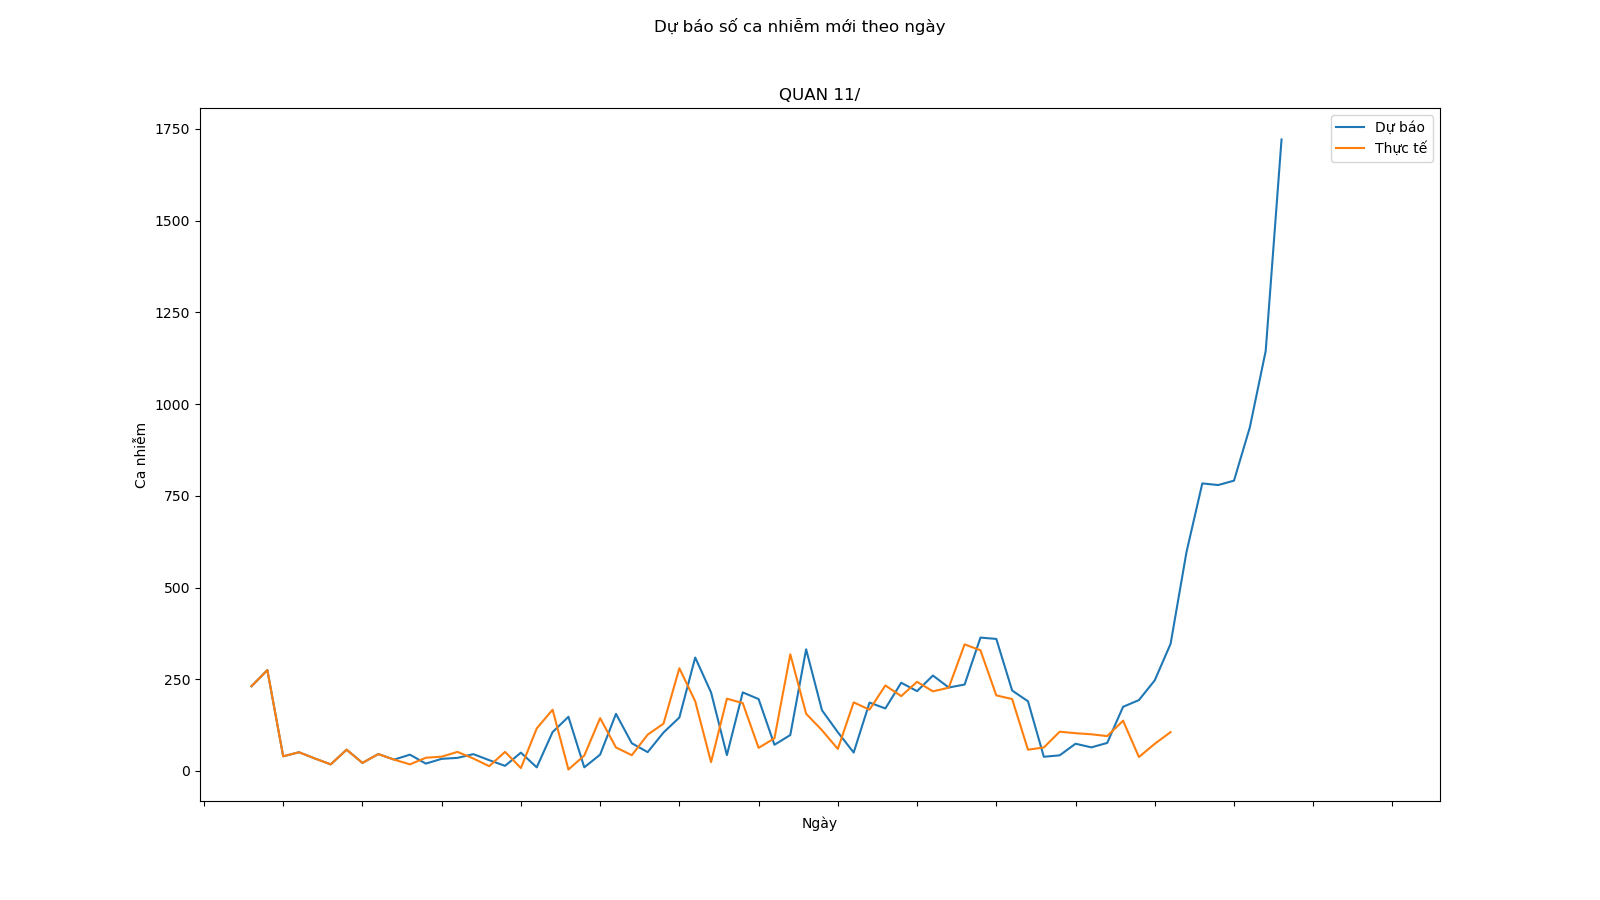 Dự báo số ca nhiễm mới theo ngày
QUAN 11/
Dự báo
Thực tế
1750
1500
1250
1000
750
500
250
0
Ca nhiễm
Ngày